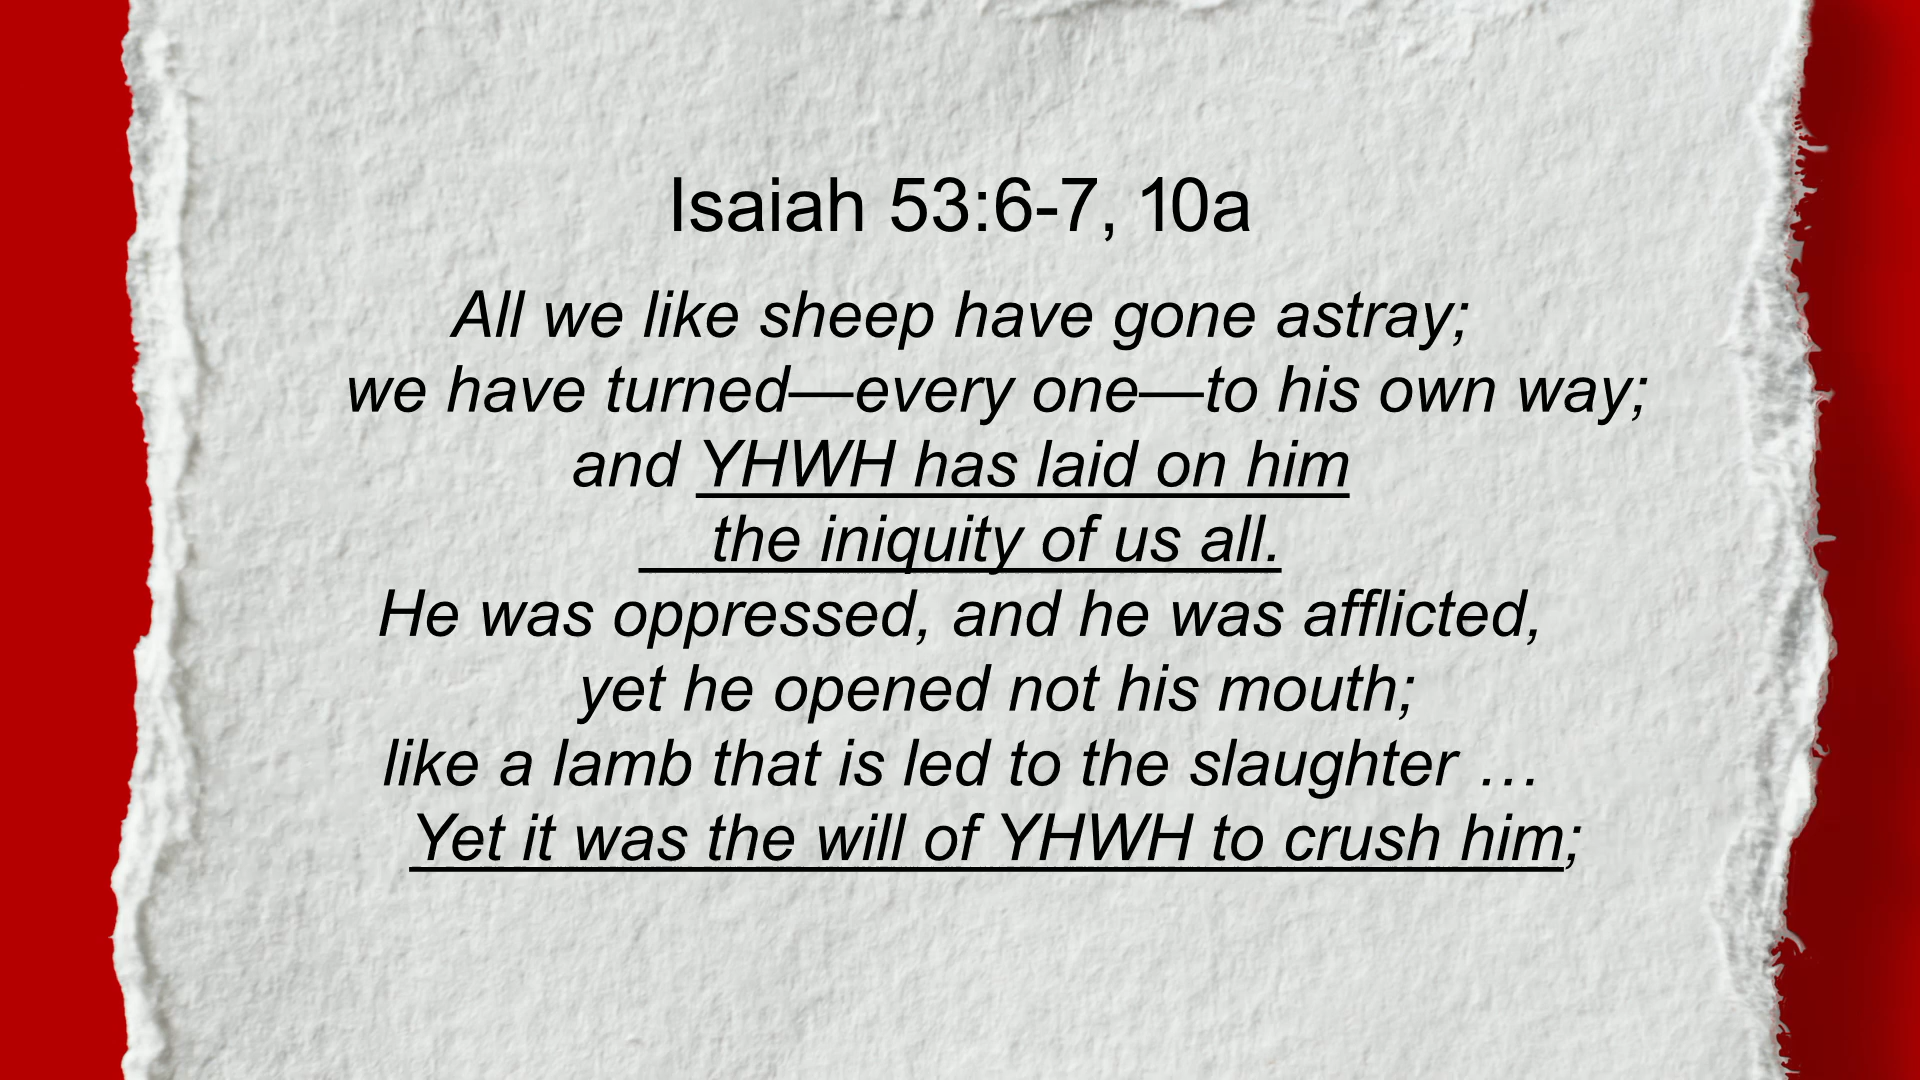 Isaiah 53:6-7, 10a
All we like sheep have gone astray;
we have turned—every one—to his own way;
and YHWH has laid on him
the iniquity of us all.
He was oppressed, and he was afflicted,
yet he opened not his mouth;
like a lamb that is led to the slaughter …
Yet it was the will of YHWH to crush him;